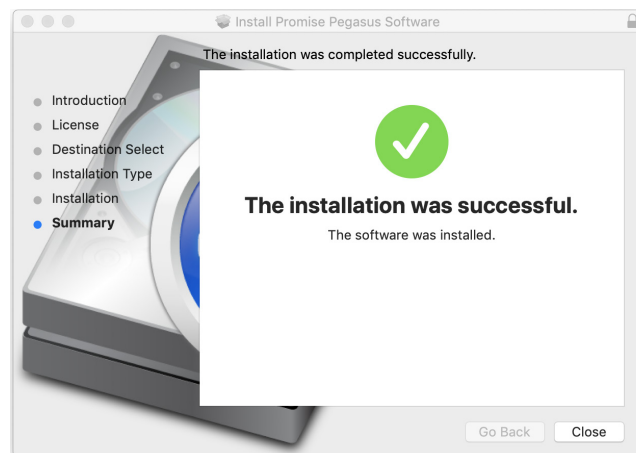 Install Promise Pegasus Software
The installation was completed successfully.
Introduction
License
Destination Select
Installation Type
Installation
Summary
The installation was successful.
The software was installed.
Go Back
Close